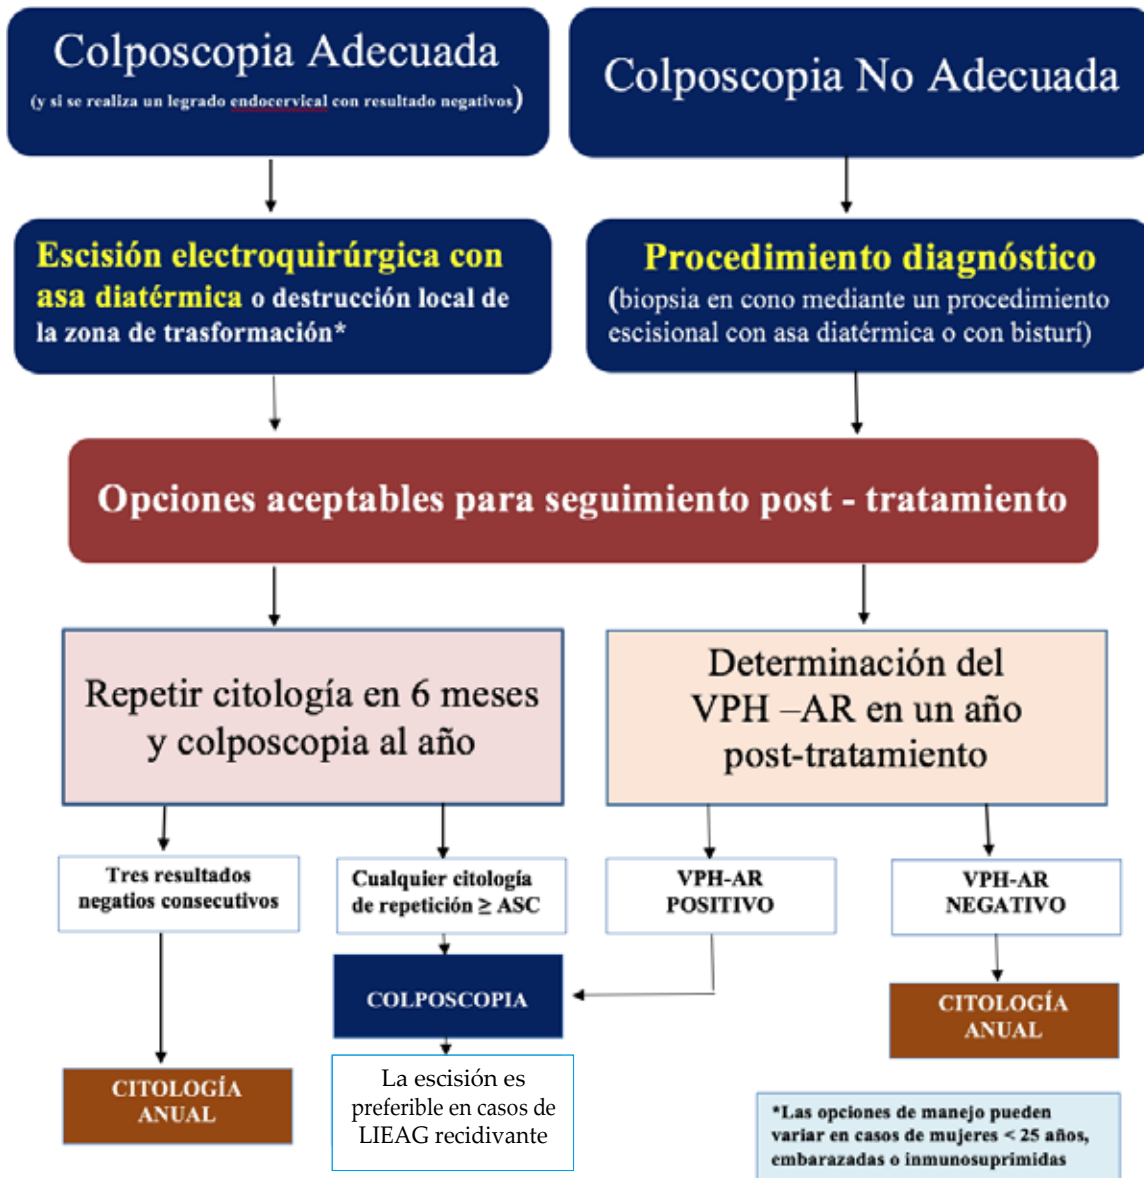 Colposcopia Adecuada
(y si se realiza un legrado endocervical con resultado negativos)
Colposcopia No Adecuada
Escisión electroquirúrgica con
asa diatérmica o destrucción local de
la zona de trasformación*
Procedimiento diagnóstico
(biopsia en cono mediante un procedimiento
escisional con asa diatérmica o con bisturí)
Opciones aceptables para seguimiento post - tratamiento
Repetir citología en 6 meses
y colposcopia al año
Determinación del
VPH –AR en un año
post-tratamiento
Tres resultados
negatios consecutivos
Cualquier citología
de repetición ≥ ASC
VPH-AR
POSITIVO
VPH-AR
NEGATIVO
COLPOSCOPIA
CITOLOGÍA
ANUAL
CITOLOGÍA
ANUAL
La escisión es
preferible en casos de
LIEAG recidivante
*Las opciones de manejo pueden
variar en casos de mujeres < 25 años,
embarazadas o inmunosuprimidas